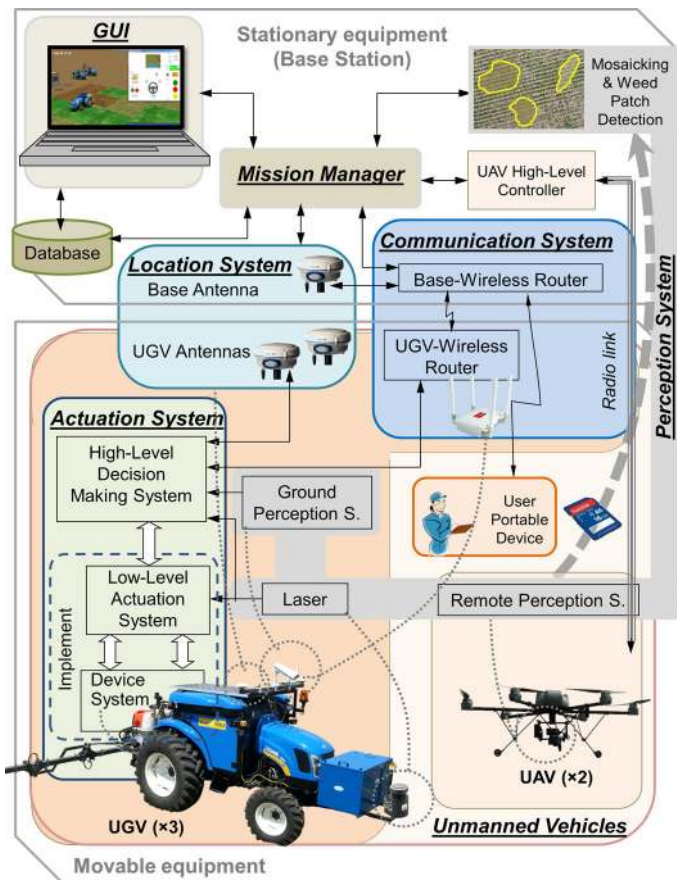 GUI
Stationary equipment
(Base Station)
Mosaicking
& Weed
Patch
Detection
Mission Manager
UAV High-Level
Controller
Database
Location System
Base Antenna
Communication System
Base-Wireless Router
UGV Antennas
UGV-Wireless
Router
Radio link
Perception System
Actuation System
High-Level
Decision
Making System
Ground
Perception S.
User
Portable
Device
Low-Level
Actuation
System
Laser
Remote Perception S.
Implement
Device
System
UGV (×3)
UAV (×2)
Unmanned Vehicles
Movable equipment